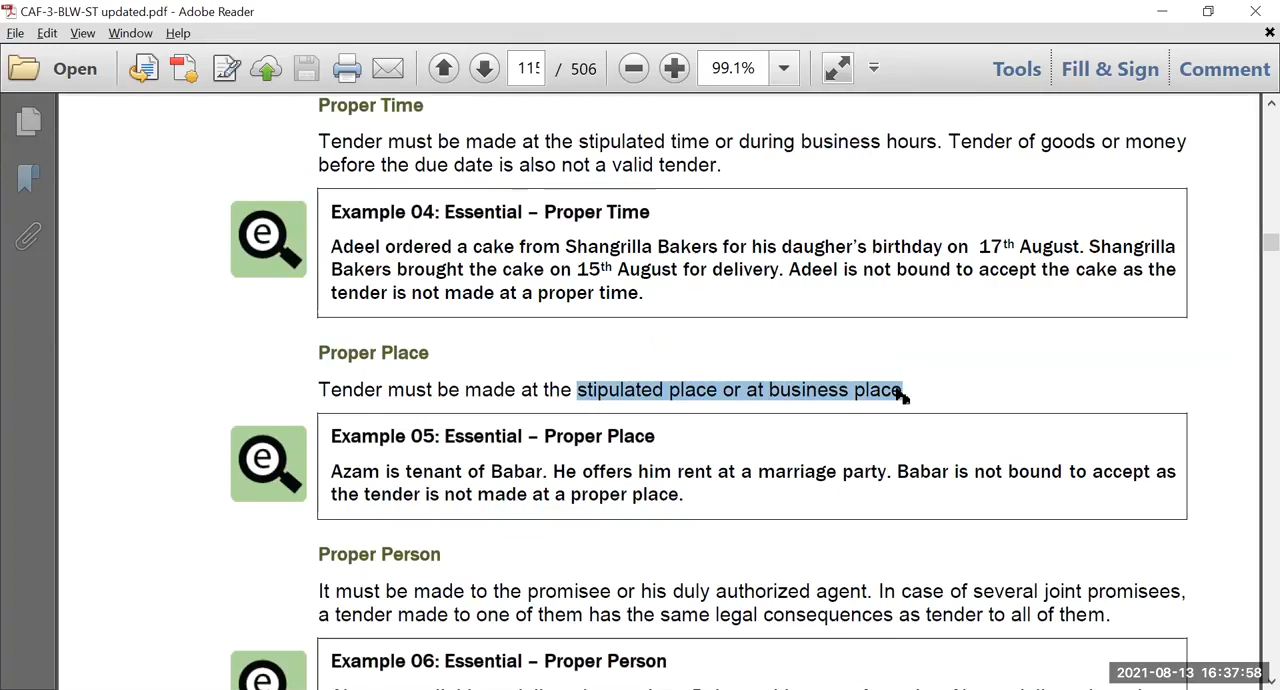 CAF-3-BLW-ST updated.pdf - Adobe Reader
File Edit View Window Help
Open 115 / 506 99.1% Tools Fill & Sign Comment
Proper Time
Tender must be made at the stipulated time or during business hours. Tender of goods or money
before the due date is also not a valid tender.
Example 04: Essential – Proper Time
Adeel ordered a cake from Shangrilla Bakers for his daugher's birthday on 17th August. Shangrilla
Bakers brought the cake on 15th August for delivery. Adeel is not bound to accept the cake as the
tender is not made at a proper time.
Proper Place
Tender must be made at the stipulated place or at business place
Example 05: Essential – Proper Place
Azam is tenant of Babar. He offers him rent at a marriage party. Babar is not bound to accept as
the tender is not made at a proper place.
Proper Person
It must be made to the promisee or his duly authorized agent. In case of several joint promisees,
a tender made to one of them has the same legal consequences as tender to all of them.
Example 06: Essential – Proper Person
2021-08-13 16:37:58